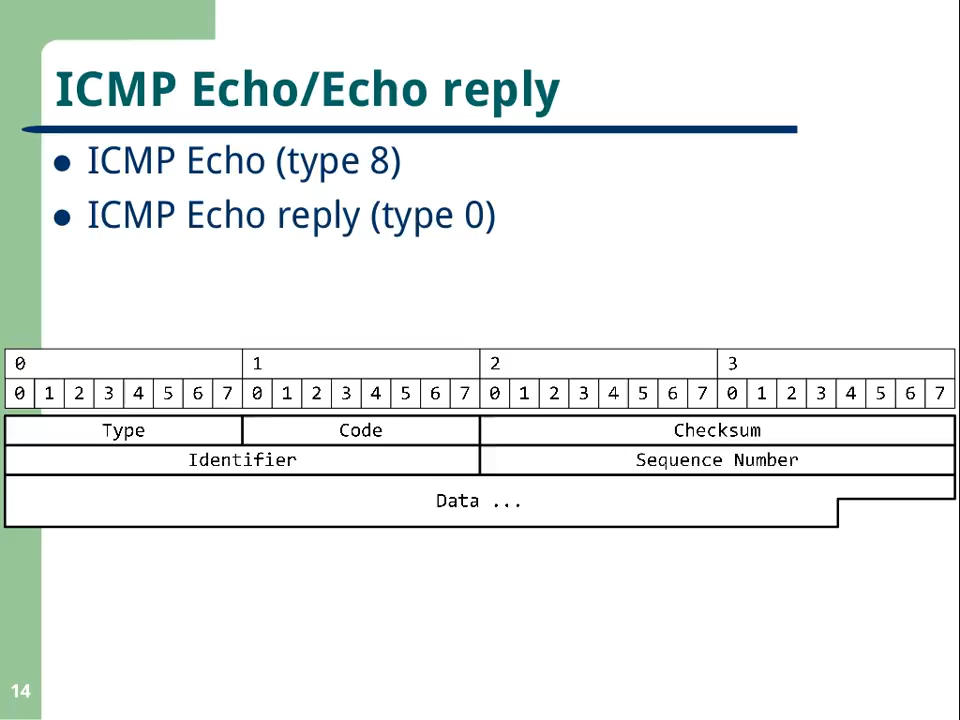 ICMP Echo/Echo reply
ICMP Echo (type 8)
ICMP Echo reply (type 0)
0 1 2 3
0 1 2 3 4 5 6 7 0 1 2 3 4 5 6 7 0 1 2 3 4 5 6 7 0 1 2 3 4 5 6 7
Type Code Checksum
Identifier Sequence Number
Data ...
14